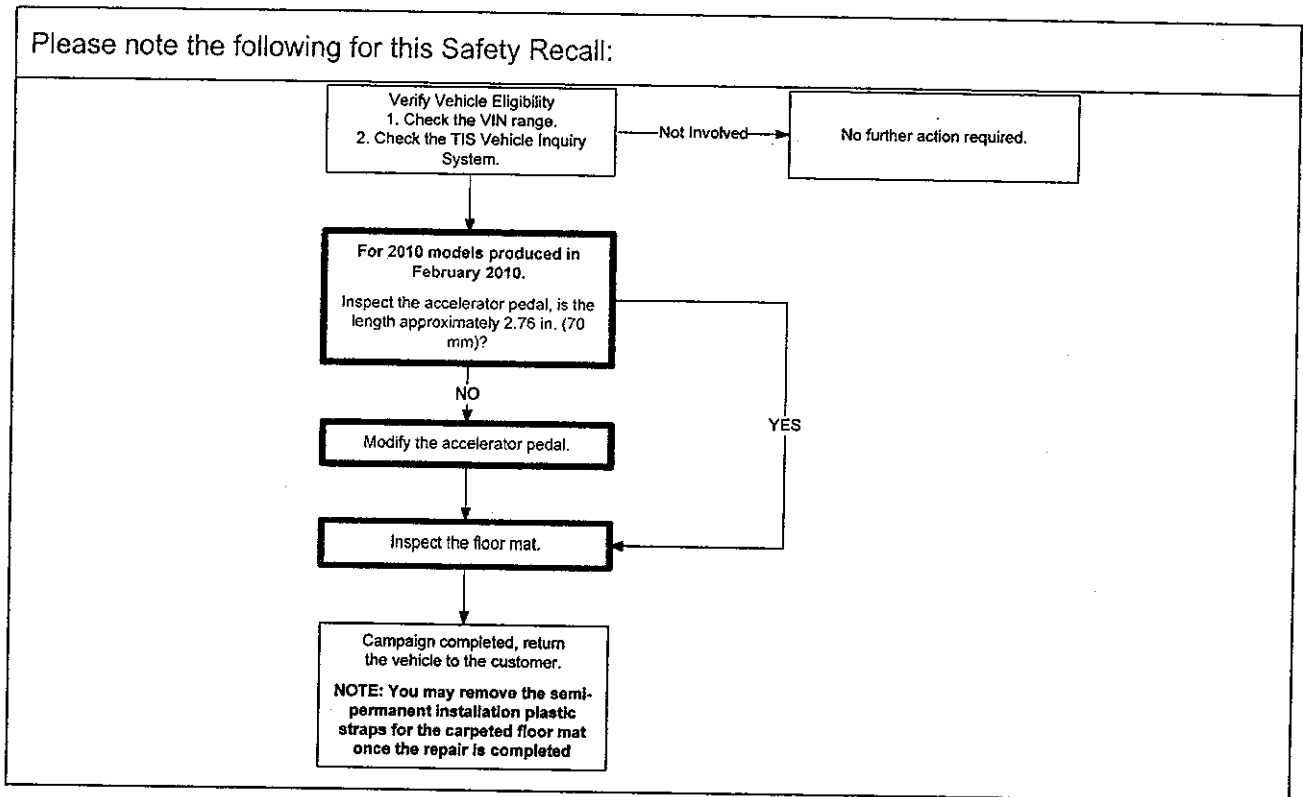 Please note the following for this Safety Recall:
Verify Vehicle Eligibility
1. Check the VIN range.
2. Check the TIS Vehicle Inquiry
System.
Not Involved
No further action required.
For 2010 models produced in
February 2010.
Inspect the accelerator pedal, is the
length approximately 2.76 in. (70
mm)?
NO
YES
Modify the accelerator pedal.
Inspect the floor mat.
Campaign completed, return
the vehicle to the customer.
NOTE: You may remove the semi-
permanent installation plastic
straps for the carpeted floor mat
once the repair is completed